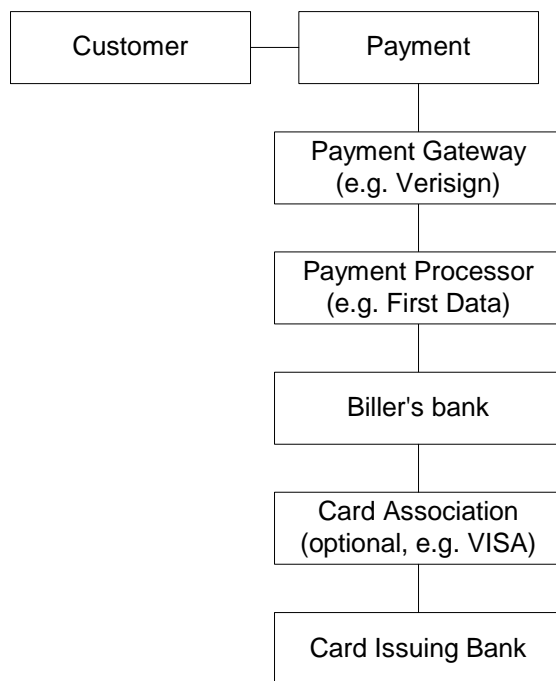 Customer
Payment
Payment Gateway
(e.g. Verisign)
Payment Processor
(e.g. First Data)
Biller's bank
Card Association
(optional, e.g. VISA)
Card Issuing Bank